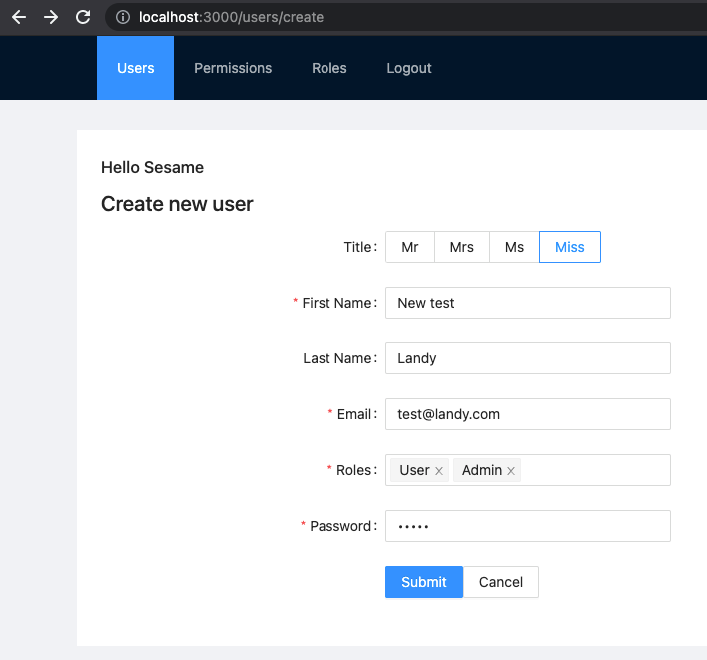 localhost:3000/users/create
Users Permissions Roles Logout
Hello Sesame
Create new user
Title: Mr Mrs Ms Miss
* First Name: New test
Last Name: Landy
* Email: test@landy.com
* Roles: User × Admin ×
* Password: •••••
Submit Cancel